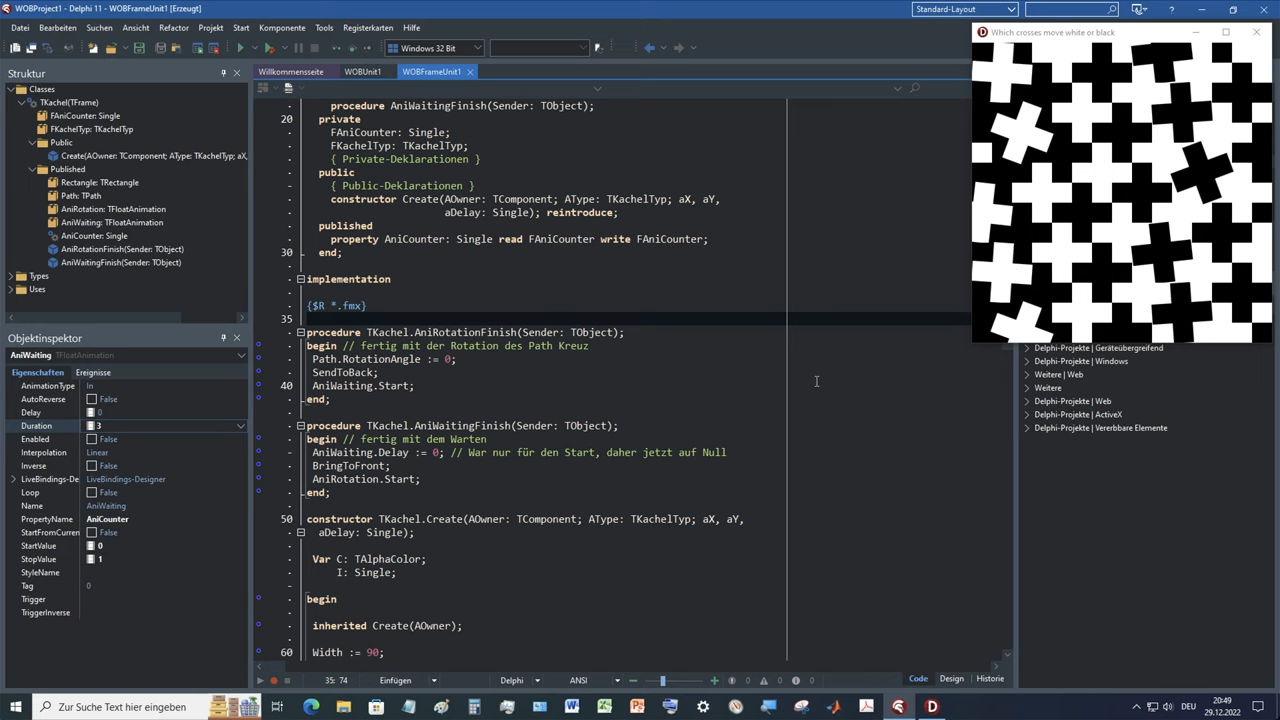 WOBProject1 - Delphi 11 - WOBFrameUnit1 [Erzeugt]
Standard-Layout
Datei Bearbeiten Suchen Ansicht Refactor Projekt Start Komponente Tools Registerkarten Hilfe
Windows 32 Bit
Which crosses move white or black
Struktur
Willkommensseite WOBUnit1 WOBFrameUnit1
Classes
TKachel(TFrame)
FAniCounter: Single
FKachelTyp: TKachelTyp
Public
Create(AOwner: TComponent; AType: TKachelTyp; aX,
Published
Rectangle: TRectangle
Path: TPath
AniRotation: TFloatAnimation
AniWaiting: TFloatAnimation
AniCounter: Single
AniRotationFinish(Sender: TObject)
AniWaitingFinish(Sender: TObject)
Types
Uses
Objektinspektor
AniWaiting TFloatAnimation
Eigenschaften Ereignisse
AnimationType In
AutoReverse False
Delay 0
Duration 3
Enabled False
Interpolation Linear
Inverse False
LiveBindings-De LiveBindings-Designer
Loop False
Name AniWaiting
PropertyName AniCounter
StartFromCurren False
StartValue 0
StopValue 1
StyleName
Tag 0
Trigger
TriggerInverse
procedure AniWaitingFinish(Sender: TObject);
20 private
FAniCounter: Single;
FKachelTyp: TKachelTyp;
{ Private-Deklarationen }
public
{ Public-Deklarationen }
constructor Create(AOwner: TComponent; AType: TKachelTyp; aX, aY,
aDelay: Single); reintroduce;
published
property AniCounter: Single read FAniCounter write FAniCounter;
30 end;
implementation
{$R *.fmx}
35
procedure TKachel.AniRotationFinish(Sender: TObject);
begin // fertig mit der Rotation des Path Kreuz
RotationAngle := 0;
SendToBack;
40 AniWaiting.Start;
end;
procedure TKachel.AniWaitingFinish(Sender: TObject);
begin // fertig mit dem Warten
AniWaiting.Delay := 0; // War nur für den Start, daher jetzt auf Null
BringToFront;
AniRotation.Start;
end;
50 constructor TKachel.Create(AOwner: TComponent; AType: TKachelTyp; aX, aY,
aDelay: Single);
Var C: TAlphaColor;
I: Single;
begin
inherited Create(AOwner);
60 Width := 90;
Delphi-Projekte | Geräteübergreifend
Delphi-Projekte | Windows
Weitere | Web
Weitere
Delphi-Projekte | Web
Delphi-Projekte | ActiveX
Delphi-Projekte | Vererbbare Elemente
35: 74 Einfügen Delphi ANSI 0 0 0 Code Design Historie
Zur Suche hier eingeben
DEU
20:49
29.12.2022